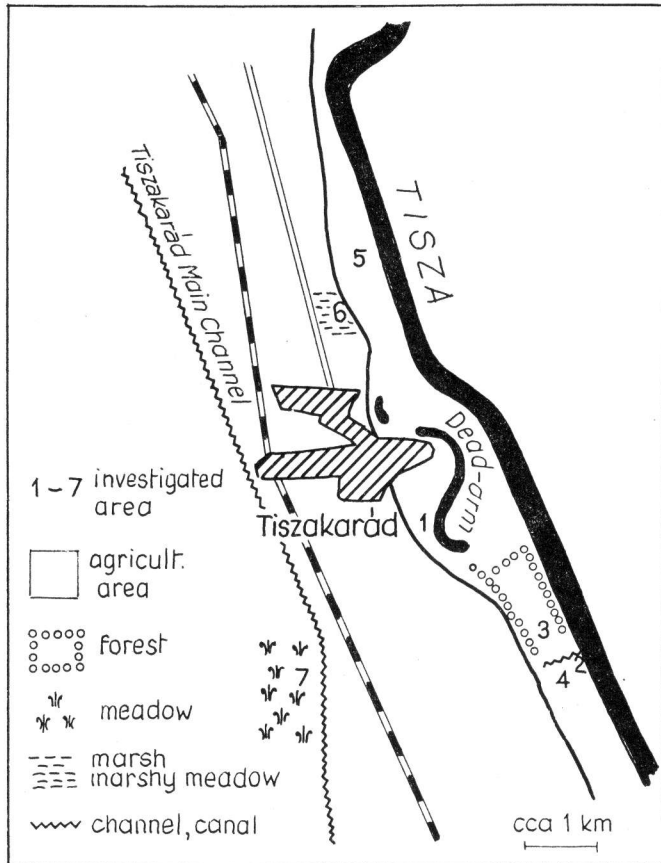 Tiszakarád Main Channel
TISZA
5
6
Dead-arm
1
Tiszakarád
3
2
4
7
1-7 investigated
area
agricult.
area
forest
meadow
marsh
marshy meadow
channel, canal
cca 1 km